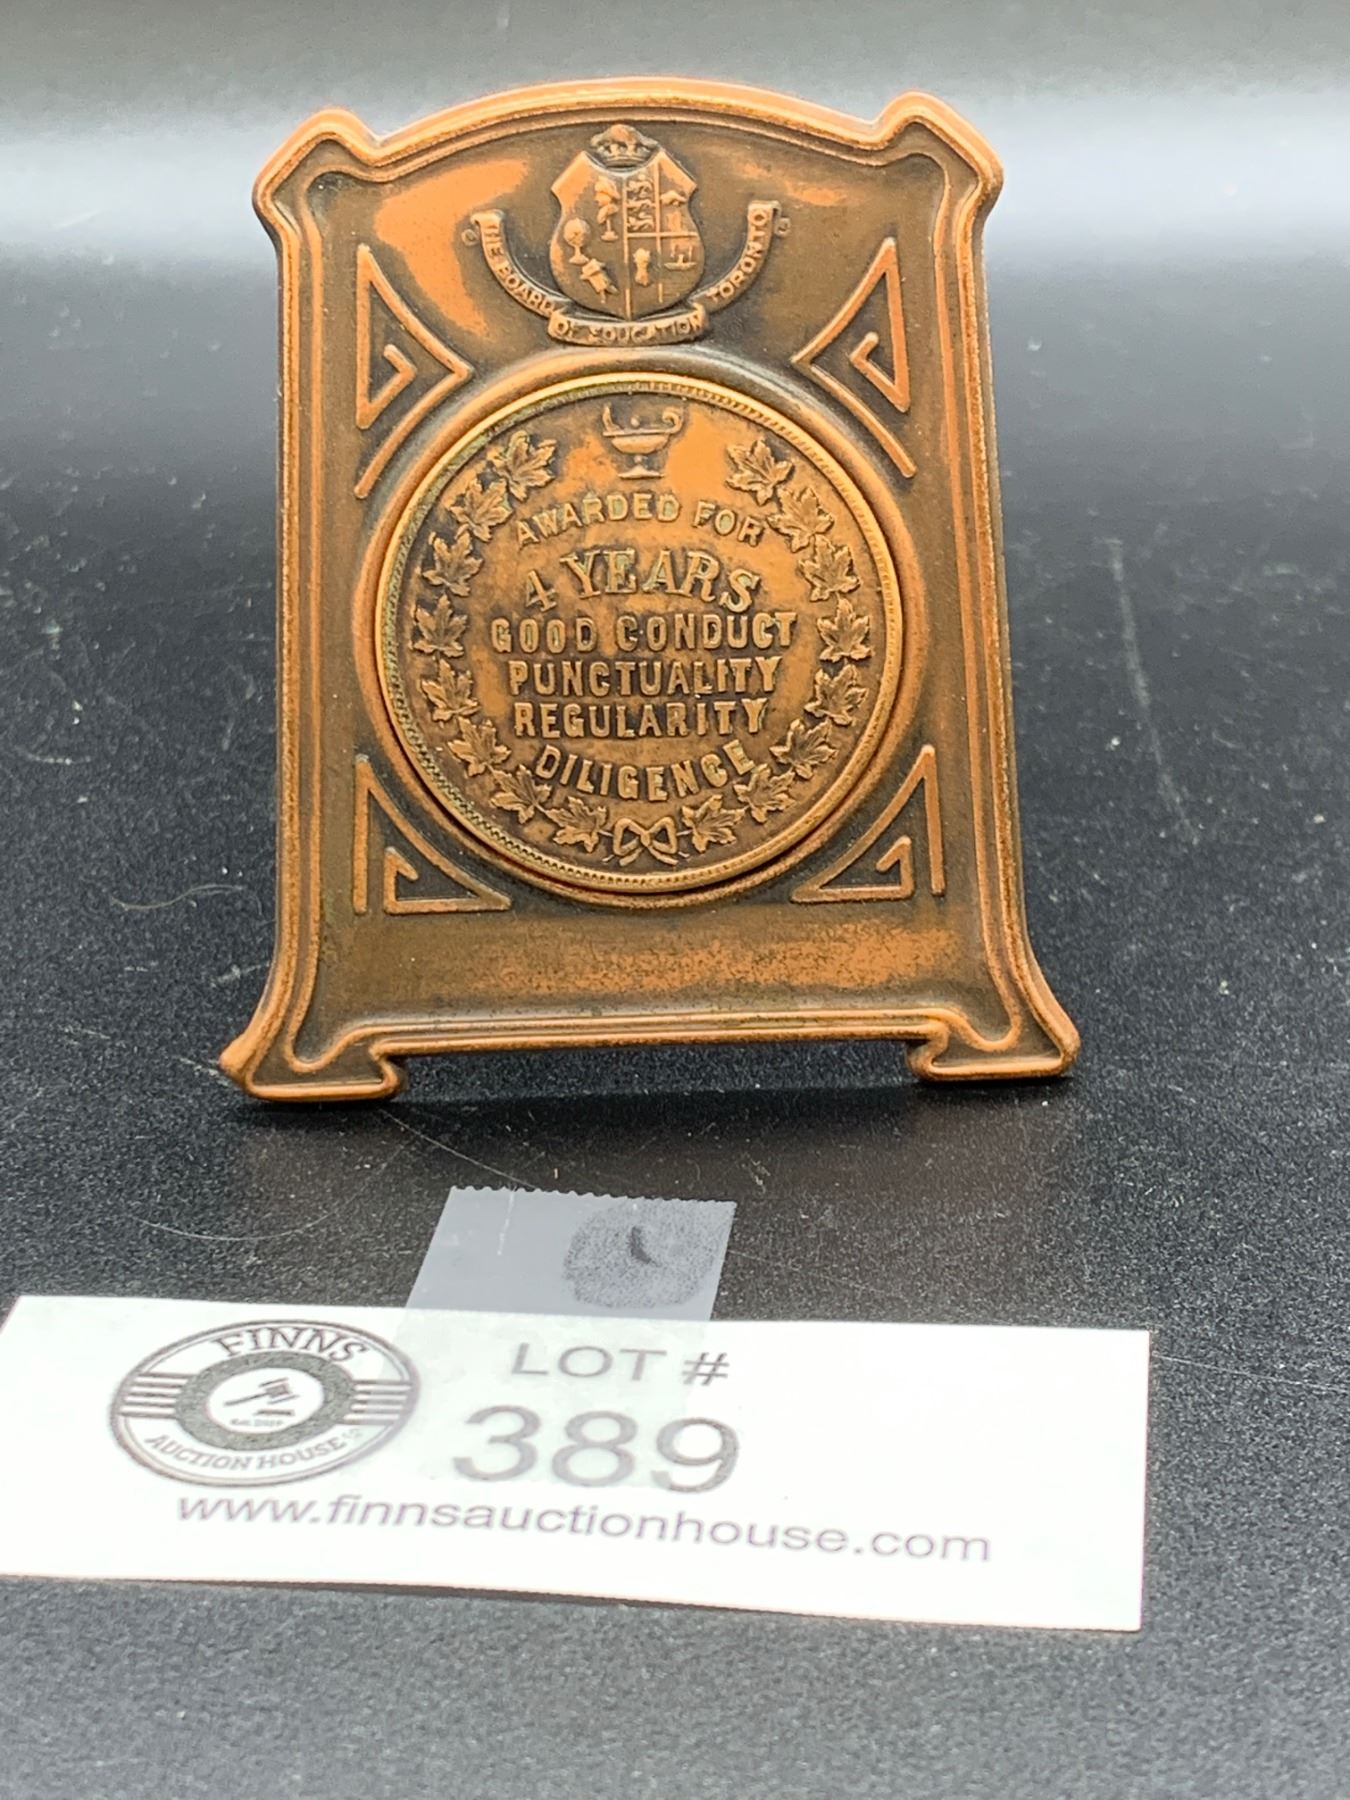 THE BOARD OF EDUCATION TORONTO
AWARDED FOR
4 YEARS
GOOD CONDUCT
PUNCTUALITY
REGULARITY
DILIGENCE
FINNS
AUCTION HOUSE
LOT #
389
www.finnsauctionhouse.com